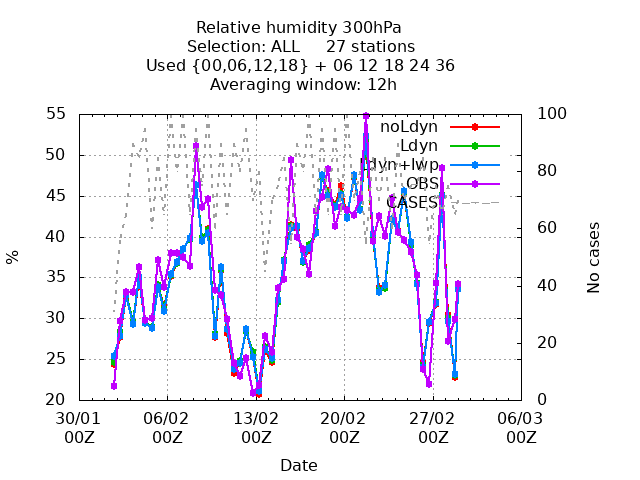 Relative humidity 300hPa
Selection: ALL 27 stations
Used {00,06,12,18} + 06 12 18 24 36
Averaging window: 12h
55
50
45
40
35
30
25
20
%
100
80
60
40
20
0
No cases
noLdyn
Ldyn
Ldyn+lwp
OBS
CASES
30/01 06/02 13/02 20/02 27/02 06/03
00Z 00Z 00Z 00Z 00Z 00Z
Date